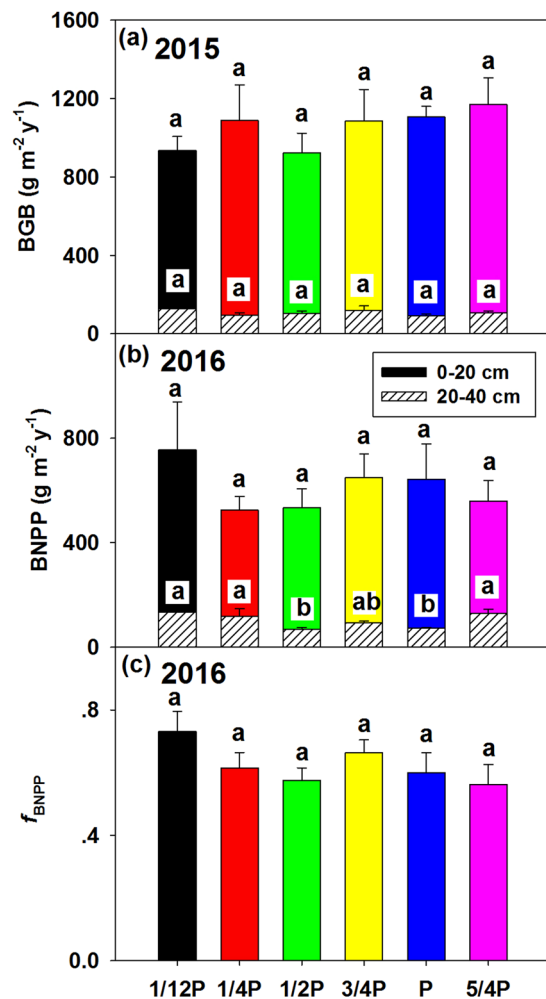 (a) 2015
BGB (g m⁻² y⁻¹)
1600
1200
800
400
0
a a a a a a
a a a a a a
(b) 2016
BNPP (g m⁻² y⁻¹)
800
400
0
0-20 cm
20-40 cm
a a a a a a
a a b ab b a
(c) 2016
fBNPP
.8
.4
0.0
a a a a a a
1/12P 1/4P 1/2P 3/4P P 5/4P